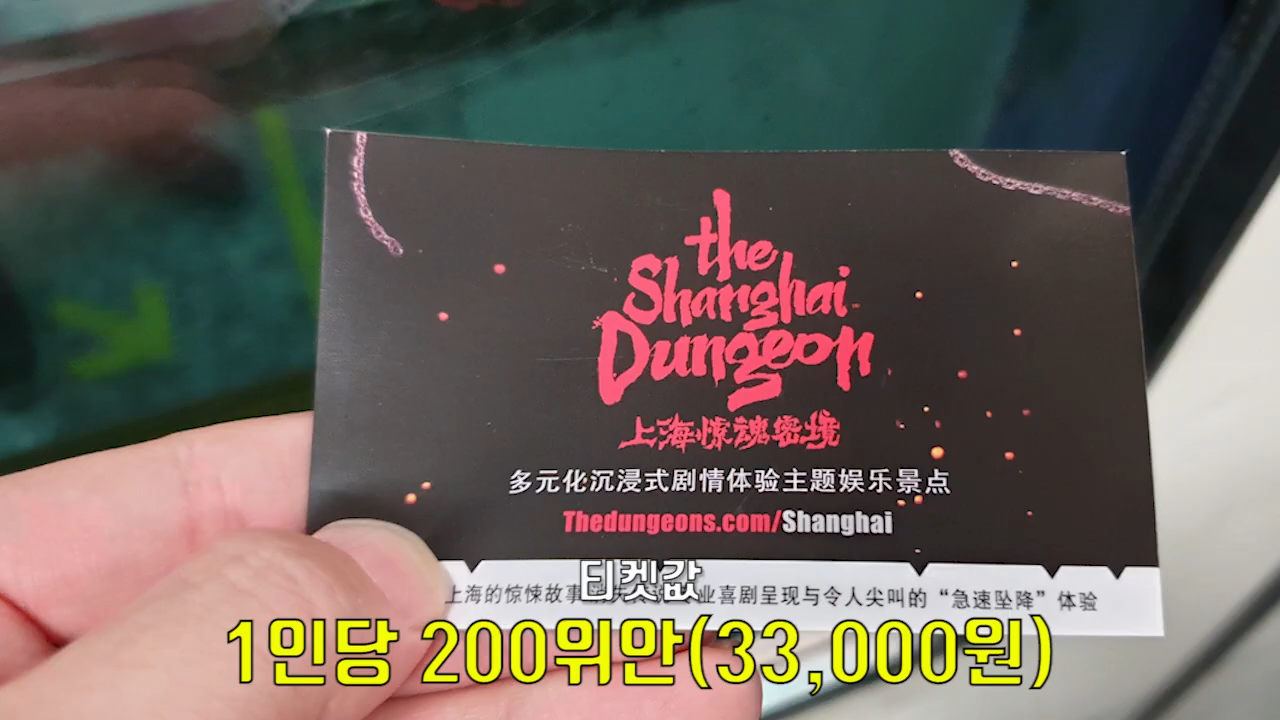 the
Shanghai
Dungeon
上海惊魂密境
多元化沉浸式剧情体验主题娱乐景点
Thedungeons.com/Shanghai
티켓값
上海的惊悚故事 业喜剧呈现与令人尖叫的“急速坠降”体验
1인당 200위안(33,000원)